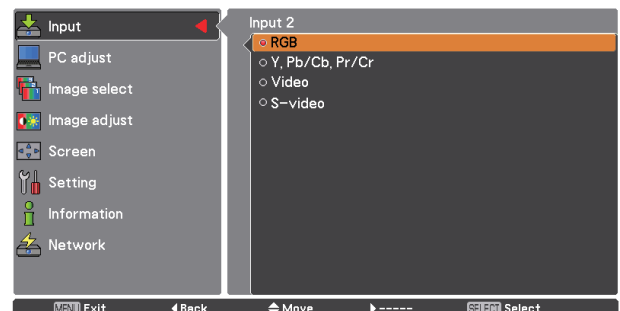 Input
PC adjust
Image select
Image adjust
Screen
Setting
Information
Network
Input 2
RGB
Y, Pb/Cb, Pr/Cr
Video
S-video
MENU Exit ◀Back Move ▶----- SELECT Select